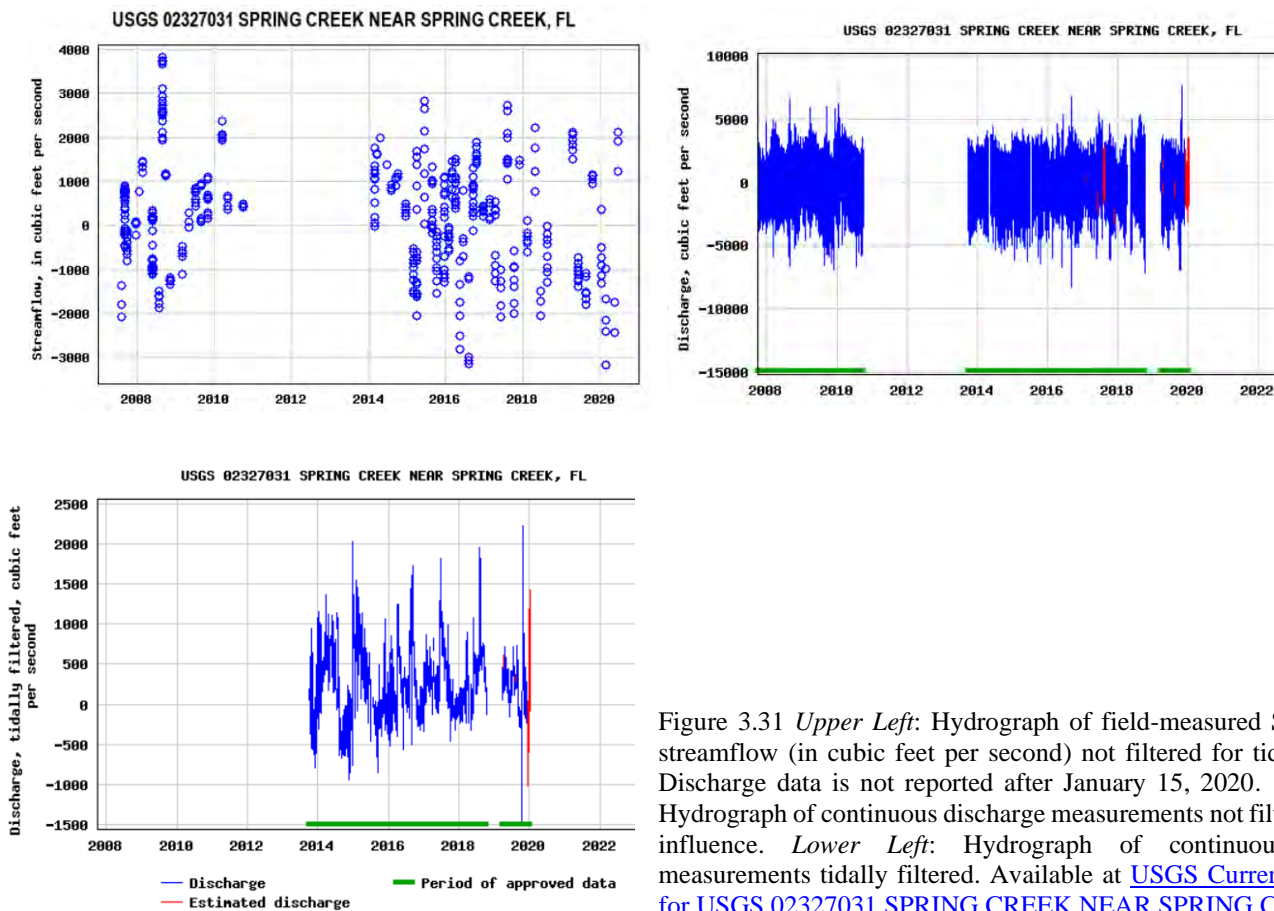 USGS 02327031 SPRING CREEK NEAR SPRING CREEK, FL
Streamflow, in cubic feet per second
4000
3000
2000
1000
0
-1000
-2000
-3000
2008 2010 2012 2014 2016 2018 2020
USGS 02327031 SPRING CREEK NEAR SPRING CREEK, FL
Discharge, cubic feet per second
10000
5000
0
-5000
-10000
-15000
2008 2010 2012 2014 2016 2018 2020 2022
USGS 02327031 SPRING CREEK NEAR SPRING CREEK, FL
Discharge, tidally filtered, cubic feet
per second
2500
2000
1500
1000
500
0
-500
-1000
-1500
2008 2010 2012 2014 2016 2018 2020 2022
Discharge
Estimated discharge
Period of approved data
Figure 3.31 Upper Left: Hydrograph of field-measured S
streamflow (in cubic feet per second) not filtered for tid
Discharge data is not reported after January 15, 2020.
Hydrograph of continuous discharge measurements not fil
influence. Lower Left: Hydrograph of continuou
measurements tidally filtered. Available at USGS Curren
for USGS 02327031 SPRING CREEK NEAR SPRING C